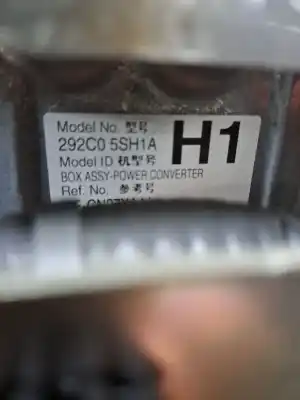 Model No. 型号
292C0 5SH1A
H1
Model ID 机型号
BOX ASSY-POWER CONVERTER
Ref. No. 参考号